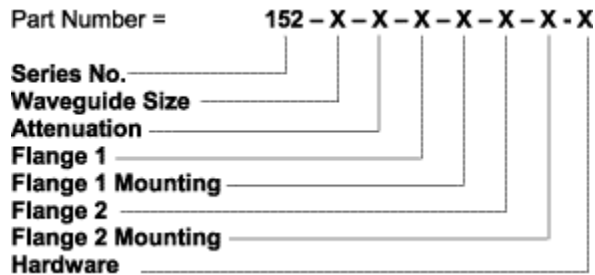 Part Number = 152 – X – X – X – X – X – X - X
Series No.
Waveguide Size
Attenuation
Flange 1
Flange 1 Mounting
Flange 2
Flange 2 Mounting
Hardware